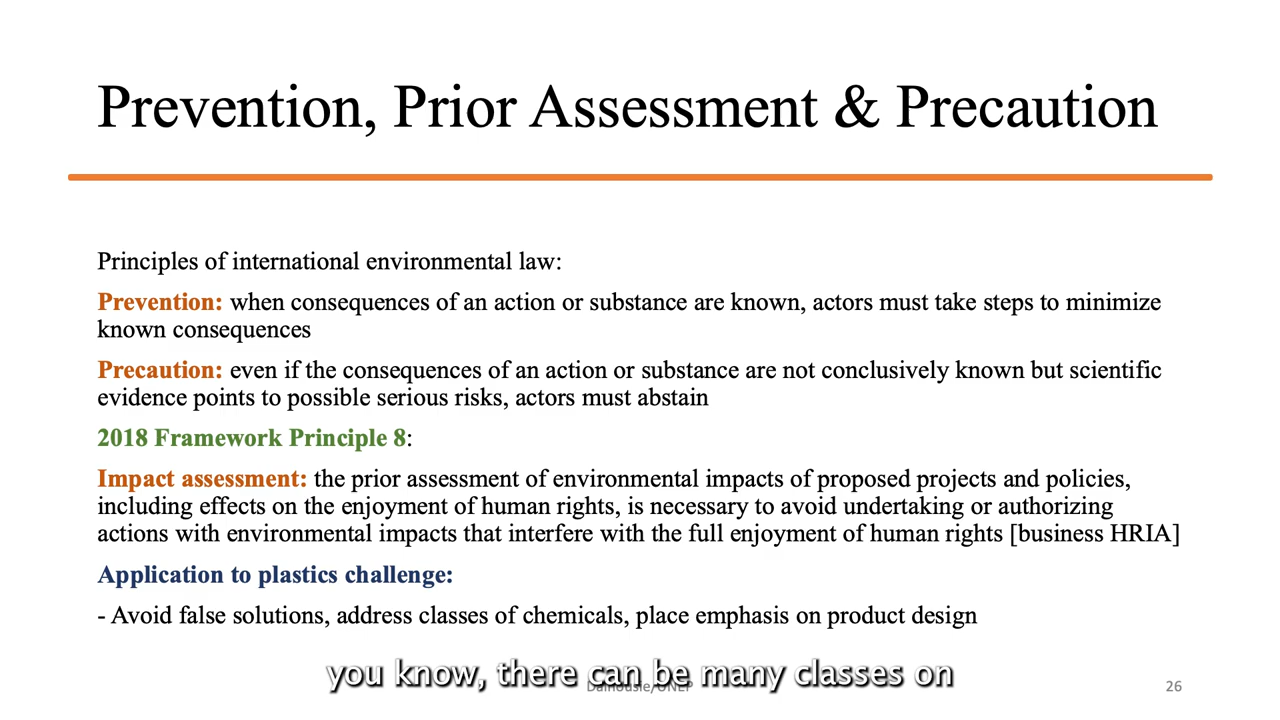 Prevention, Prior Assessment & Precaution
Principles of international environmental law:
Prevention: when consequences of an action or substance are known, actors must take steps to minimize
known consequences
Precaution: even if the consequences of an action or substance are not conclusively known but scientific
evidence points to possible serious risks, actors must abstain
2018 Framework Principle 8:
Impact assessment: the prior assessment of environmental impacts of proposed projects and policies,
including effects on the enjoyment of human rights, is necessary to avoid undertaking or authorizing
actions with environmental impacts that interfere with the full enjoyment of human rights [business HRIA]
Application to plastics challenge:
- Avoid false solutions, address classes of chemicals, place emphasis on product design
you know, there can be many classes on
Dalhousie/UNEP
26